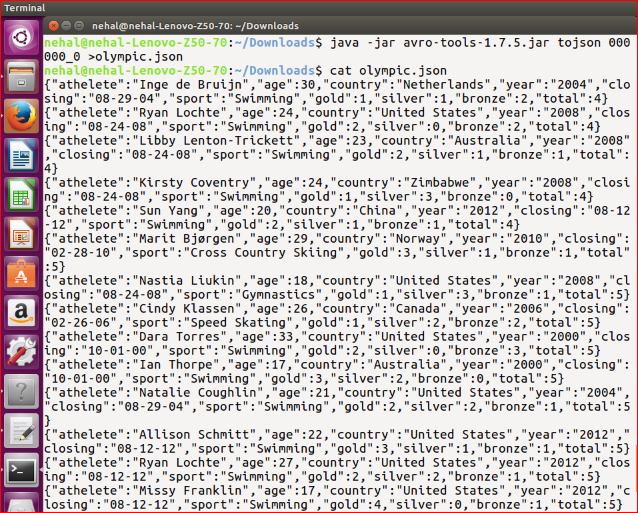 Terminal
nehal@nehal-Lenovo-Z50-70: ~/Downloads
nehal@nehal-Lenovo-Z50-70:~/Downloads$ java -jar avro-tools-1.7.5.jar tojson 000
000_0 >olympic.json
nehal@nehal-Lenovo-Z50-70:~/Downloads$ cat olympic.json
{"athelete":"Inge de Bruijn","age":30,"country":"Netherlands","year":"2004","clo
sing":"08-29-04","sport":"Swimming","gold":1,"silver":1,"bronze":2,"total":4}
{"athelete":"Ryan Lochte","age":24,"country":"United States","year":"2008","clos
ing":"08-24-08","sport":"Swimming","gold":2,"silver":0,"bronze":2,"total":4}
{"athelete":"Libby Lenton-Trickett","age":23,"country":"Australia","year":"2008"
,"closing":"08-24-08","sport":"Swimming","gold":2,"silver":1,"bronze":1,"total":
4}
{"athelete":"Kirsty Coventry","age":24,"country":"Zimbabwe","year":"2008","closi
ng":"08-24-08","sport":"Swimming","gold":1,"silver":3,"bronze":0,"total":4}
{"athelete":"Sun Yang","age":20,"country":"China","year":"2012","closing":"08-12
-12","sport":"Swimming","gold":2,"silver":1,"bronze":1,"total":4}
{"athelete":"Marit Bjørgen","age":29,"country":"Norway","year":"2010","closing":
"02-28-10","sport":"Cross Country Skiing","gold":3,"silver":1,"bronze":1,"total"
:5}
{"athelete":"Nastia Liukin","age":18,"country":"United States","year":"2008","cl
osing":"08-24-08","sport":"Gymnastics","gold":1,"silver":3,"bronze":1,"total":5}
{"athelete":"Cindy Klassen","age":26,"country":"Canada","year":"2006","closing":
"02-26-06","sport":"Speed Skating","gold":1,"silver":2,"bronze":2,"total":5}
{"athelete":"Dara Torres","age":33,"country":"United States","year":"2000","clos
ing":"10-01-00","sport":"Swimming","gold":2,"silver":0,"bronze":3,"total":5}
{"athelete":"Ian Thorpe","age":17,"country":"Australia","year":"2000","closing":
"10-01-00","sport":"Swimming","gold":3,"silver":2,"bronze":0,"total":5}
{"athelete":"Natalie Coughlin","age":21,"country":"United States","year":"2004",
"closing":"08-29-04","sport":"Swimming","gold":2,"silver":2,"bronze":1,"total":5
}
{"athelete":"Allison Schmitt","age":22,"country":"United States","year":"2012","
closing":"08-12-12","sport":"Swimming","gold":3,"silver":1,"bronze":1,"total":5}
{"athelete":"Ryan Lochte","age":27,"country":"United States","year":"2012","clos
ing":"08-12-12","sport":"Swimming","gold":2,"silver":2,"bronze":1,"total":5}
{"athelete":"Missy Franklin","age":17,"country":"United States","year":"2012","c
losing":"08-12-12","sport":"Swimming","gold":4,"silver":0,"bronze":1,"total":5}